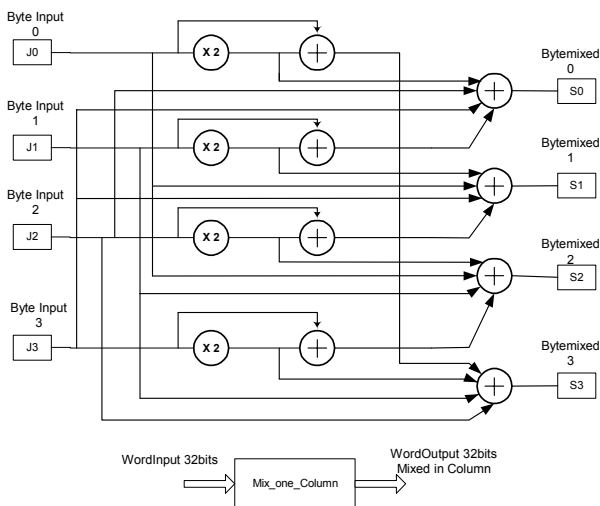 Byte Input
0
J0
X 2
Bytemixed
0
S0
Byte Input
1
J1
X 2
Bytemixed
1
S1
Byte Input
2
J2
X 2
Bytemixed
2
S2
Byte Input
3
J3
X 2
Bytemixed
3
S3
WordInput 32bits
Mix_one_Column
WordOutput 32bits
Mixed in Column